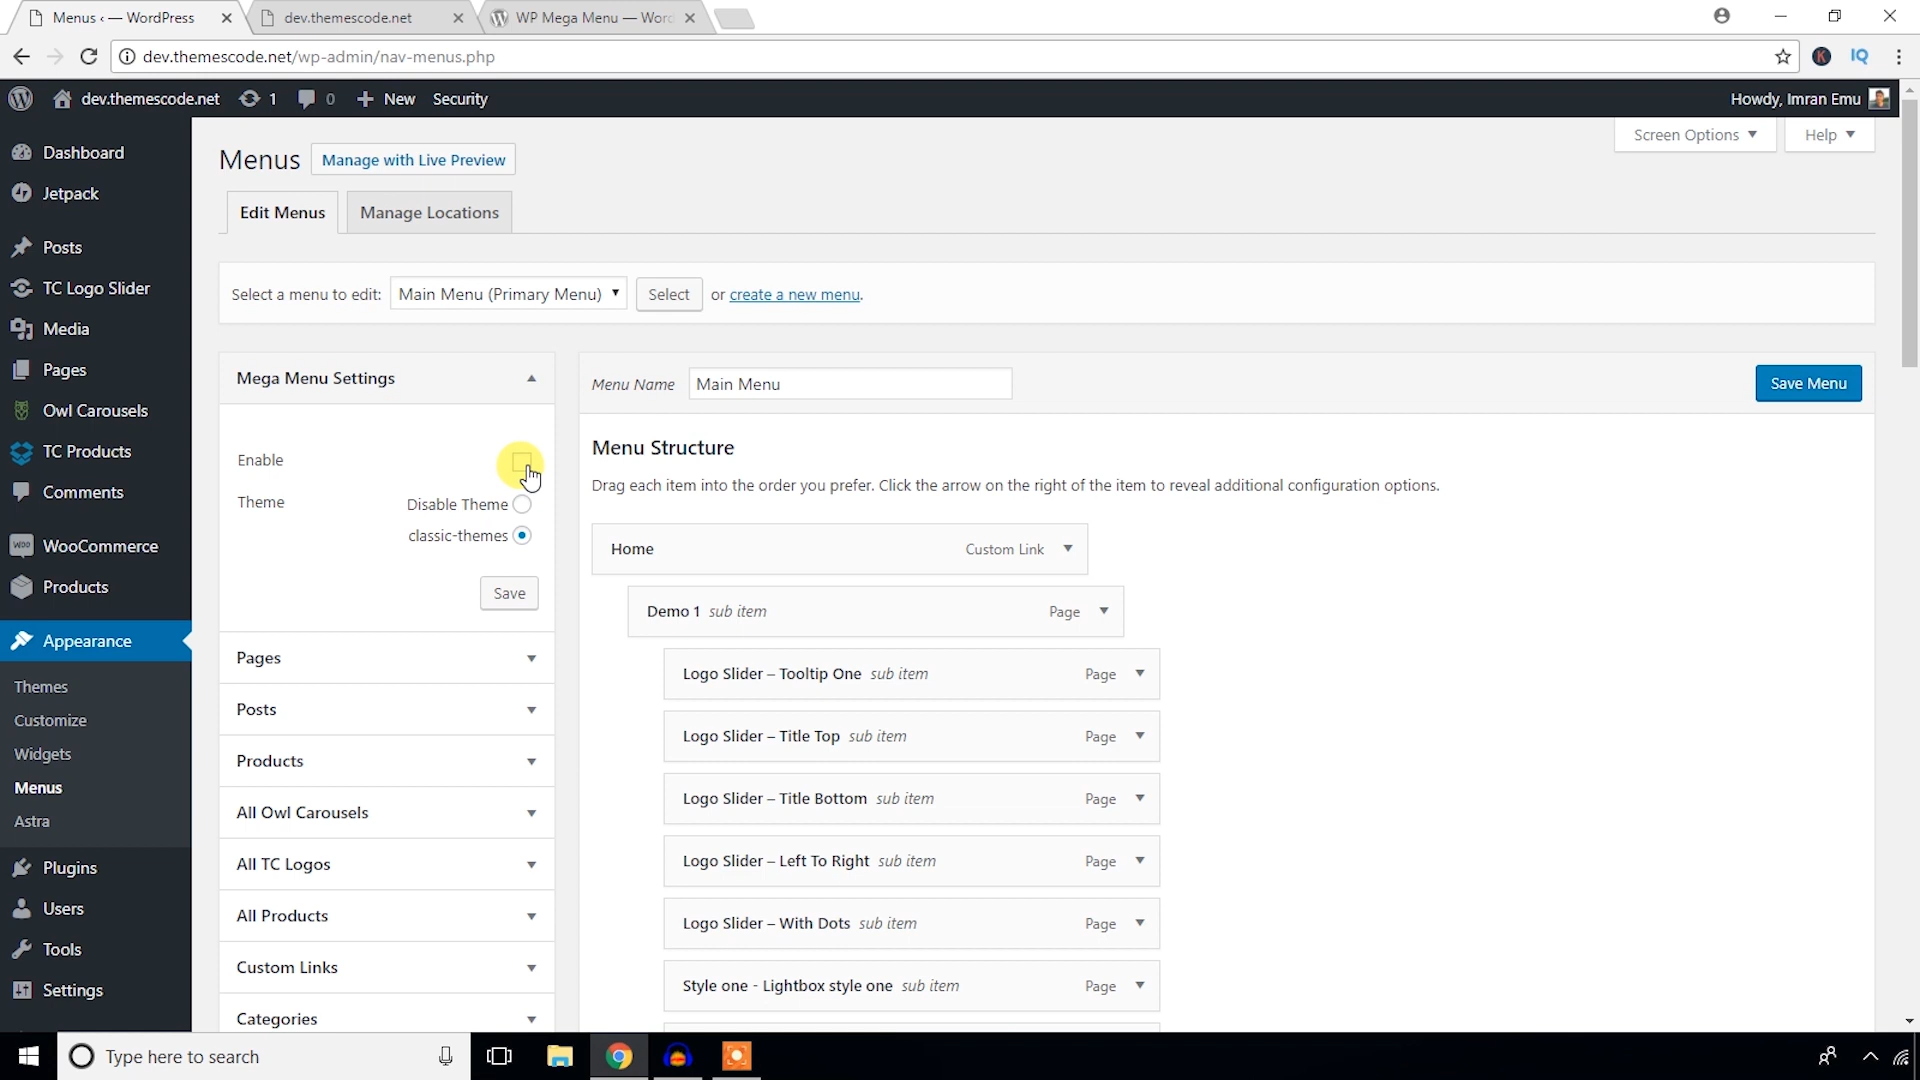 Menus ‹ — WordPress
dev.themescode.net
WP Mega Menu — Word
dev.themescode.net/wp-admin/nav-menus.php
IQ
dev.themescode.net 1 0 New Security
Howdy, Imran Emu
Screen Options
Help
Dashboard
Jetpack
Posts
TC Logo Slider
Media
Pages
Owl Carousels
TC Products
Comments
WooCommerce
Products
Appearance
Themes
Customize
Widgets
Menus
Astra
Plugins
Users
Tools
Settings
Menus Manage with Live Preview
Edit Menus Manage Locations
Select a menu to edit: Main Menu (Primary Menu) Select or create a new menu.
Mega Menu Settings
Enable
Theme Disable Theme
classic-themes
Save
Pages
Posts
Products
All Owl Carousels
All TC Logos
All Products
Custom Links
Categories
Menu Name Main Menu
Save Menu
Menu Structure
Drag each item into the order you prefer. Click the arrow on the right of the item to reveal additional configuration options.
Home Custom Link
Demo 1 sub item Page
Logo Slider – Tooltip One sub item Page
Logo Slider – Title Top sub item Page
Logo Slider – Title Bottom sub item Page
Logo Slider – Left To Right sub item Page
Logo Slider – With Dots sub item Page
Style one - Lightbox style one sub item Page
Type here to search